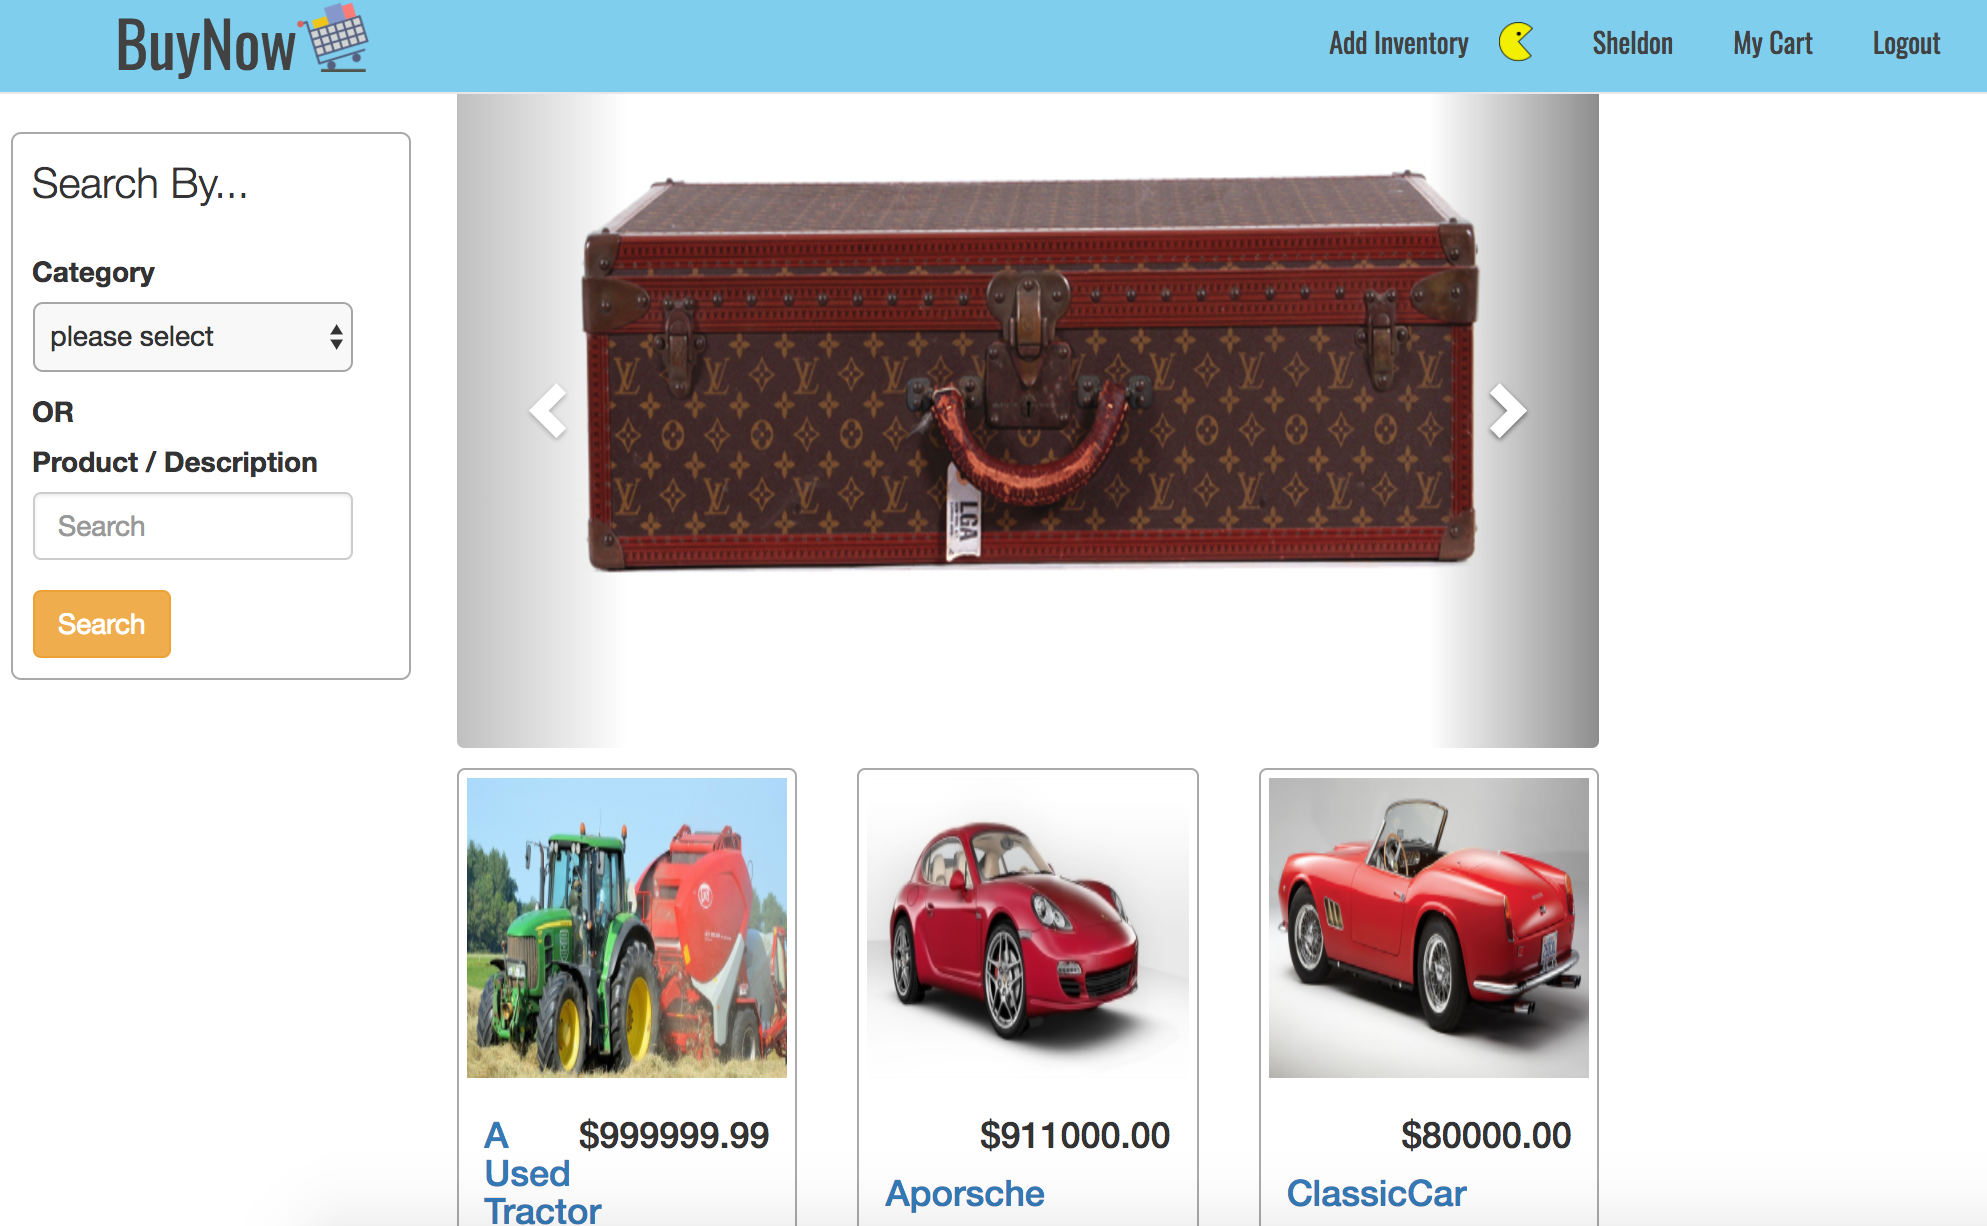 BuyNow
Add Inventory
Sheldon
My Cart
Logout
Search By...
Category
please select
OR
Product / Description
Search
Search
LGA
A Used Tractor
$999999.99
Aporsche
$911000.00
ClassicCar
$80000.00